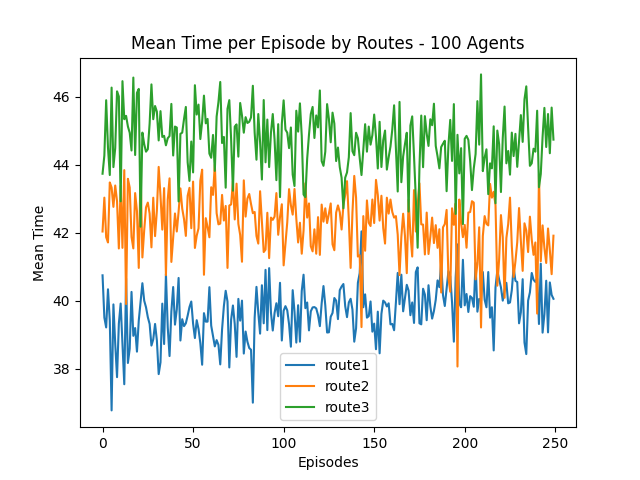 Mean Time per Episode by Routes - 100 Agents
Mean Time
46
44
42
40
38
0
50
100
150
200
250
Episodes
route1
route2
route3